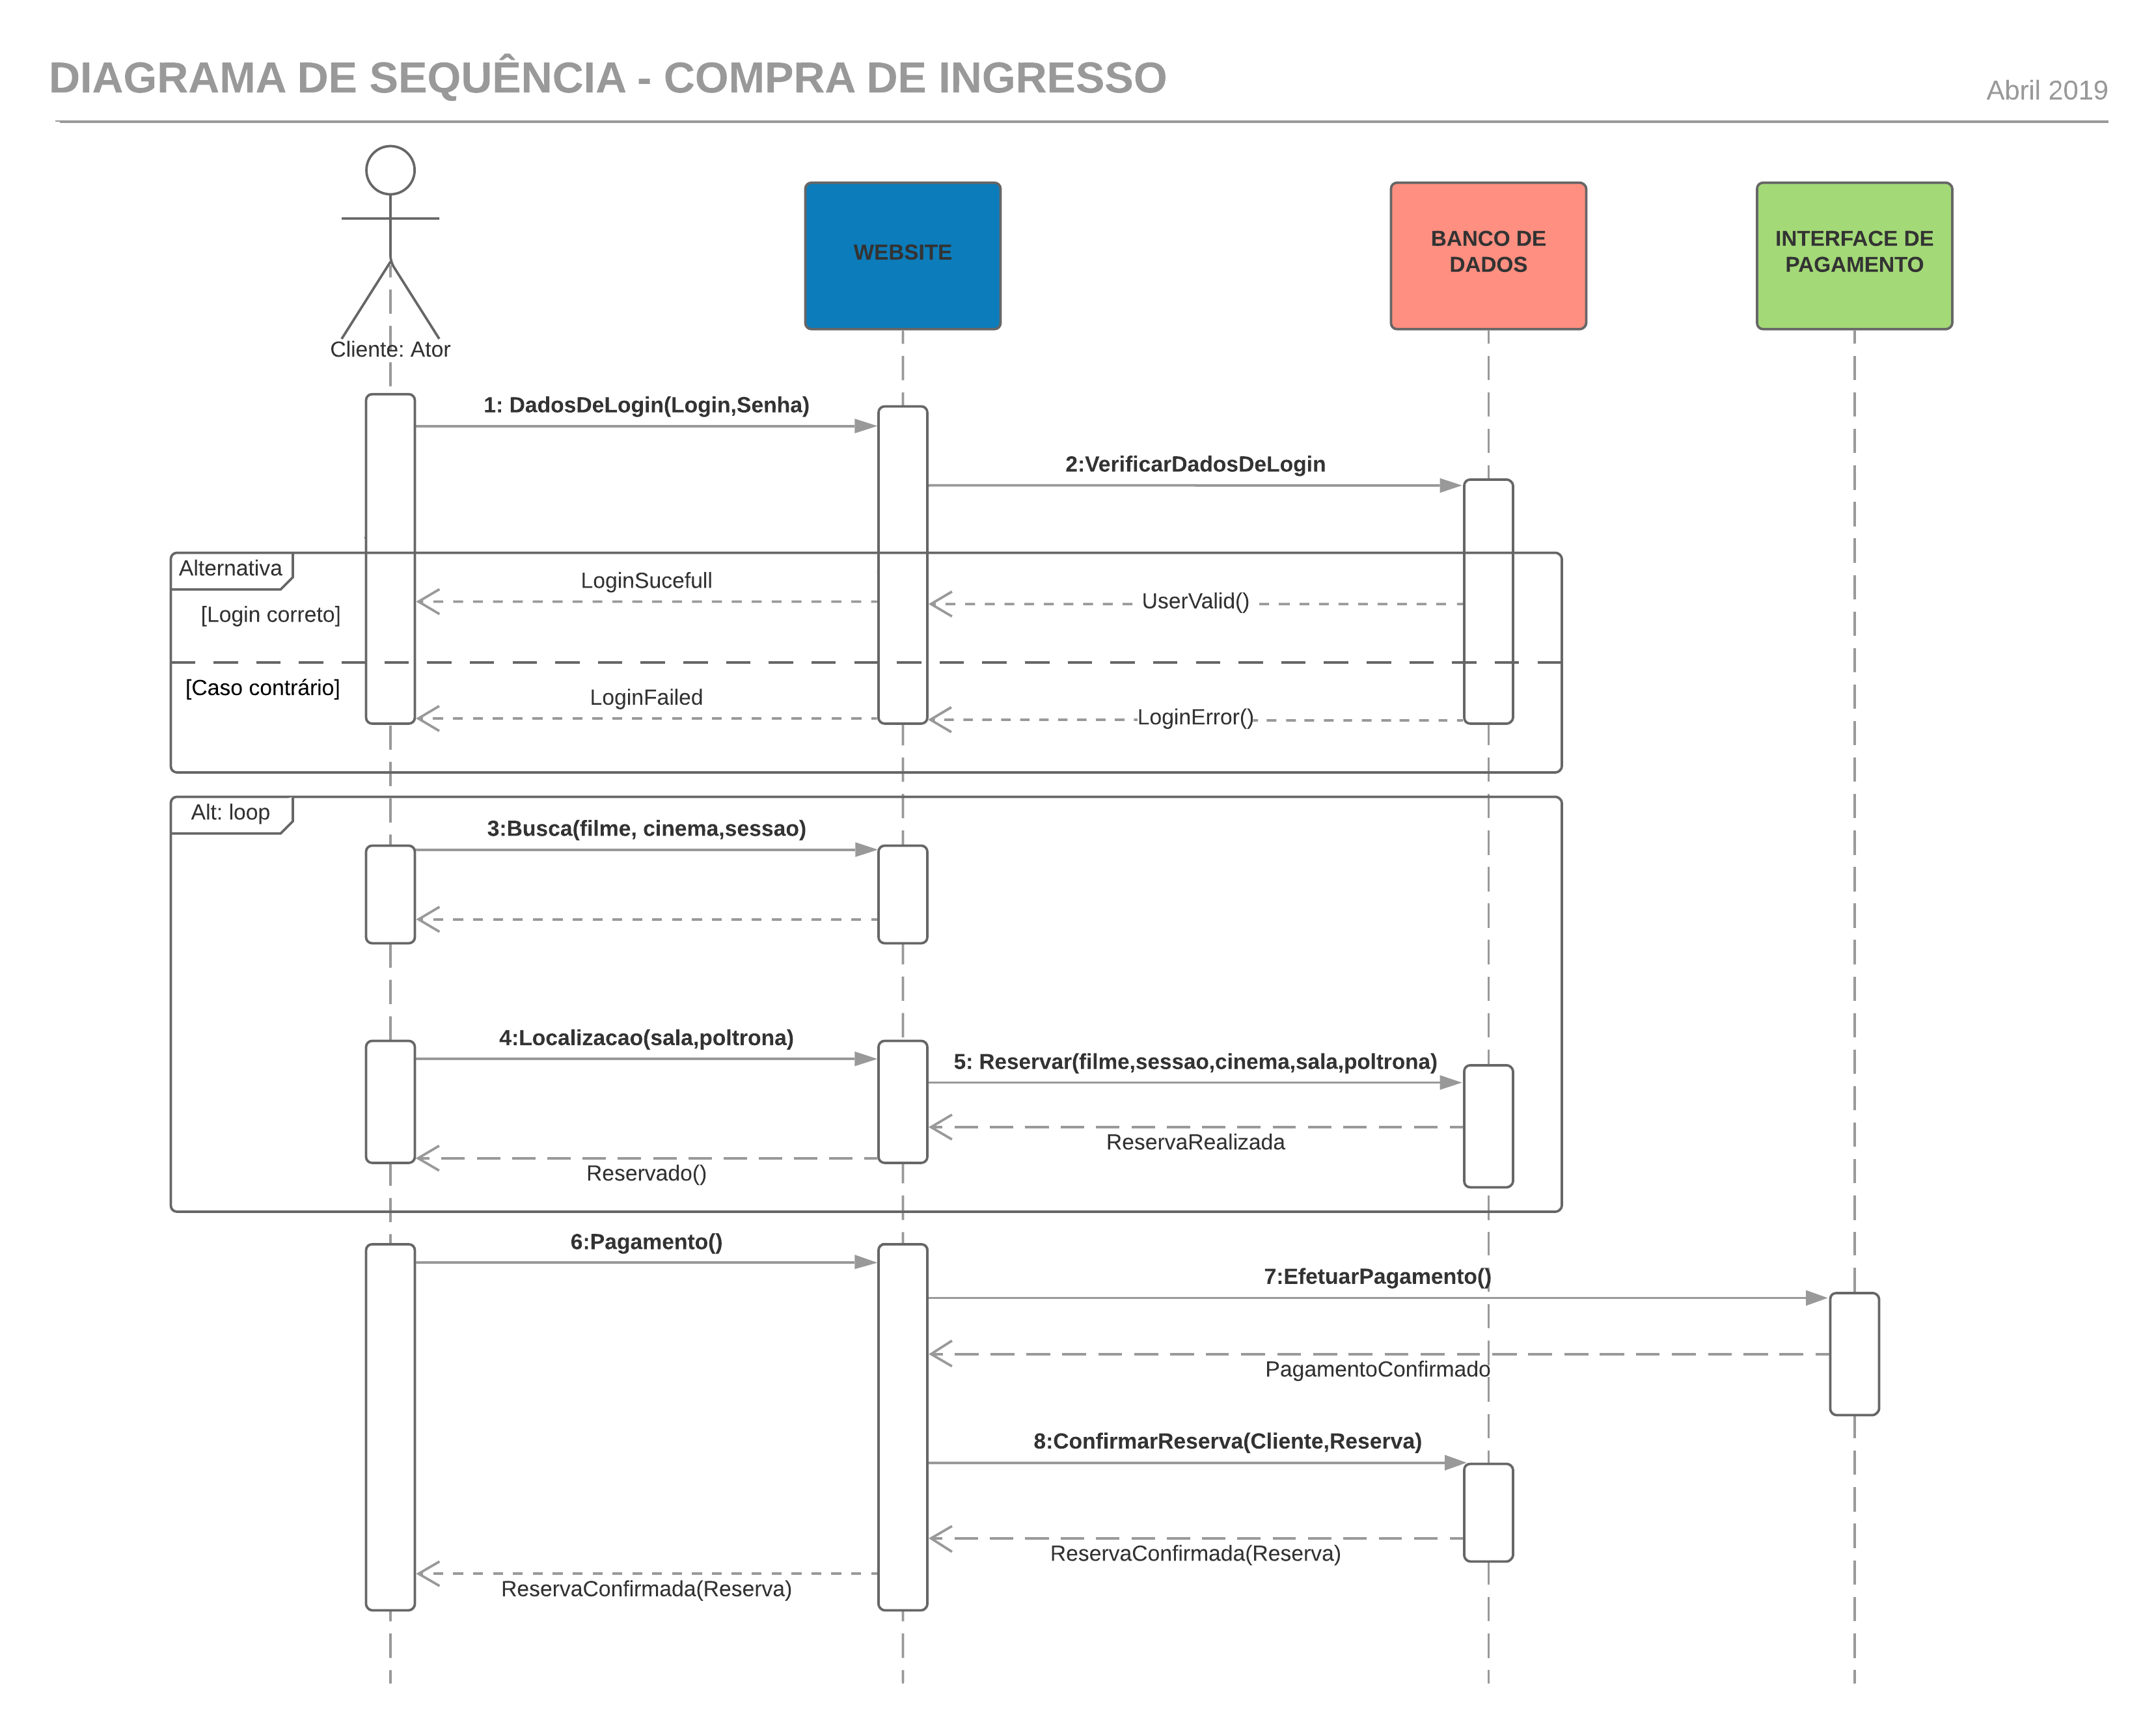 DIAGRAMA DE SEQUÊNCIA - COMPRA DE INGRESSO
Abril 2019
WEBSITE
BANCO DE
DADOS
INTERFACE DE
PAGAMENTO
Cliente: Ator
1: DadosDeLogin(Login,Senha)
2:VerificarDadosDeLogin
Alternativa
LoginSucefull
UserValid()
[Login correto]
[Caso contrário]
LoginFailed
LoginError()
Alt: loop
3:Busca(filme, cinema,sessao)
4:Localizacao(sala,poltrona)
5: Reservar(filme,sessao,cinema,sala,poltrona)
ReservaRealizada
Reservado()
6:Pagamento()
7:EfetuarPagamento()
PagamentoConfirmado
8:ConfirmarReserva(Cliente,Reserva)
ReservaConfirmada(Reserva)
ReservaConfirmada(Reserva)